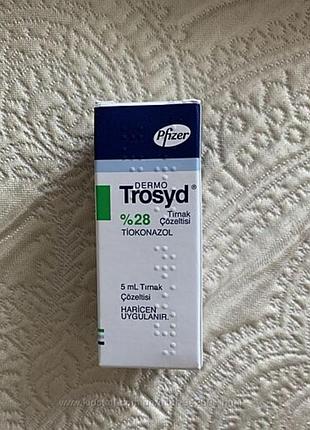 Pfizer
DERMO
Trosyd®
%28 Tırnak
Çözeltisi
TİOKONAZOL
5 mL Tırnak
Çözeltisi
HARİCEN
UYGULANIR.